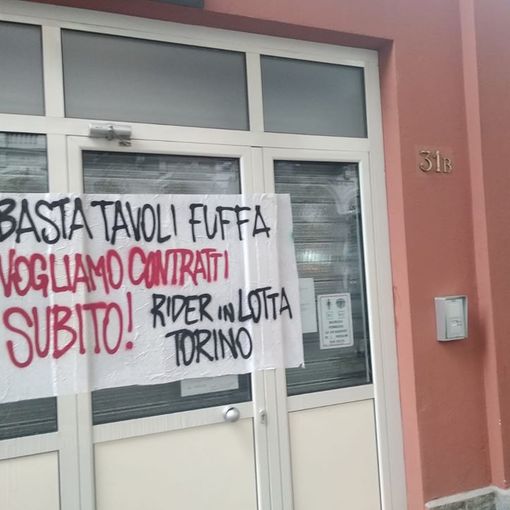 BASTA TAVOLI FUFFA
VOGLIAMO CONTRATTI
SUBITO!
RIDER IN LOTTA
TORINO
31B